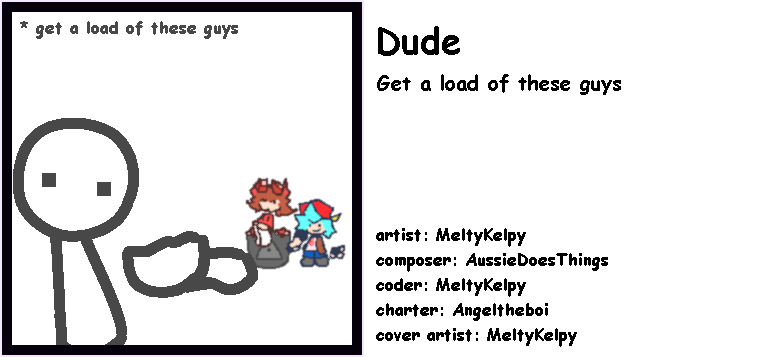 * get a load of these guys
Dude
Get a load of these guys
artist: MeltyKelpy
composer: AussieDoesThings
coder: MeltyKelpy
charter: Angeltheboi
cover artist: MeltyKelpy